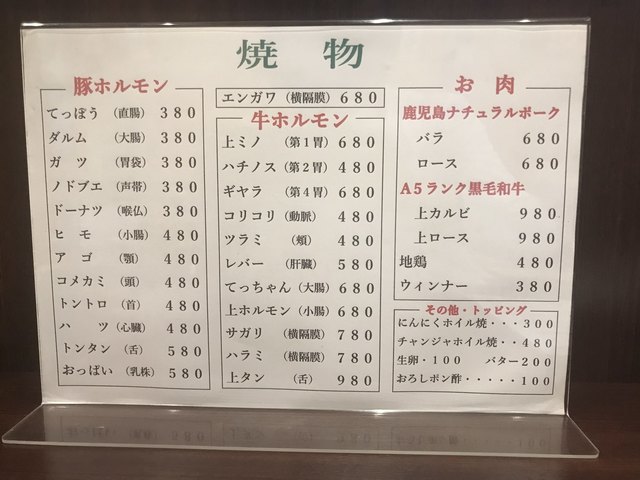 焼物
豚ホルモン
てっぽう (直腸) 380
ダルム (大腸) 380
ガツ (胃袋) 380
ノドブエ (声帯) 380
ドーナツ (喉仏) 380
ヒモ (小腸) 480
アゴ (顎) 480
コメカミ (頭) 480
トントロ (首) 480
ハツ (心臓) 480
トンタン (舌) 580
おっぱい (乳株) 580
エンガワ (横隔膜) 680
牛ホルモン
上ミノ (第1胃) 680
ハチノス (第2胃) 480
ギヤラ (第4胃) 680
コリコリ (動脈) 480
ツラミ (頬) 480
レバー (肝臓) 580
てっちゃん (大腸) 680
上ホルモン (小腸) 680
サガリ (横隔膜) 780
ハラミ (横隔膜) 780
上タン (舌) 980
お肉
鹿児島ナチュラルポーク
バラ 680
ロース 680
A5ランク黒毛和牛
上カルビ 980
上ロース 980
地鶏 480
ウィンナー 380
その他・トッピング
にんにくホイル焼・・・300
チャンジャホイル焼・・480
生卵・100 バター200
おろしポン酢・・・・・100